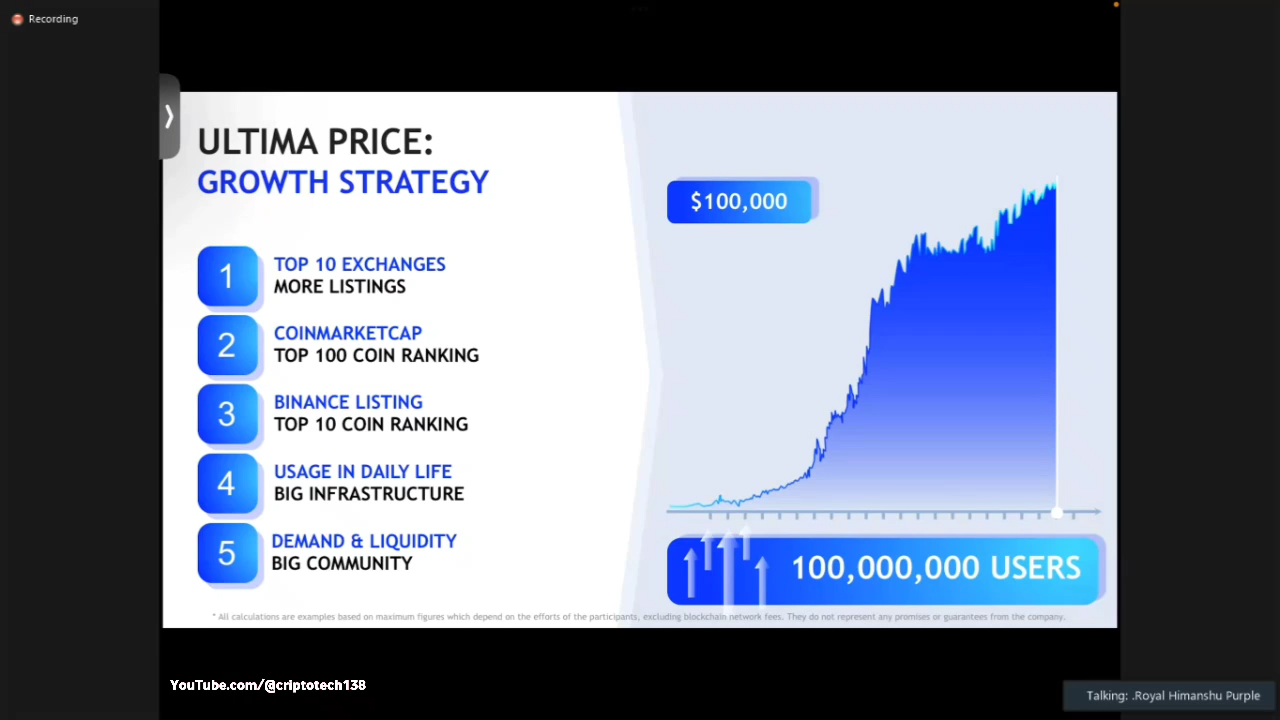 Recording
ULTIMA PRICE:
GROWTH STRATEGY
1
TOP 10 EXCHANGES
MORE LISTINGS
2
COINMARKETCAP
TOP 100 COIN RANKING
3
BINANCE LISTING
TOP 10 COIN RANKING
4
USAGE IN DAILY LIFE
BIG INFRASTRUCTURE
5
DEMAND & LIQUIDITY
BIG COMMUNITY
$100,000
100,000,000 USERS
* All calculations are examples based on maximum figures which depend on the efforts of the participants, excluding blockchain network fees. They do not represent any promises or guarantees from the company.
YouTube.com/@criptotech138
Talking: .Royal Himanshu Purple